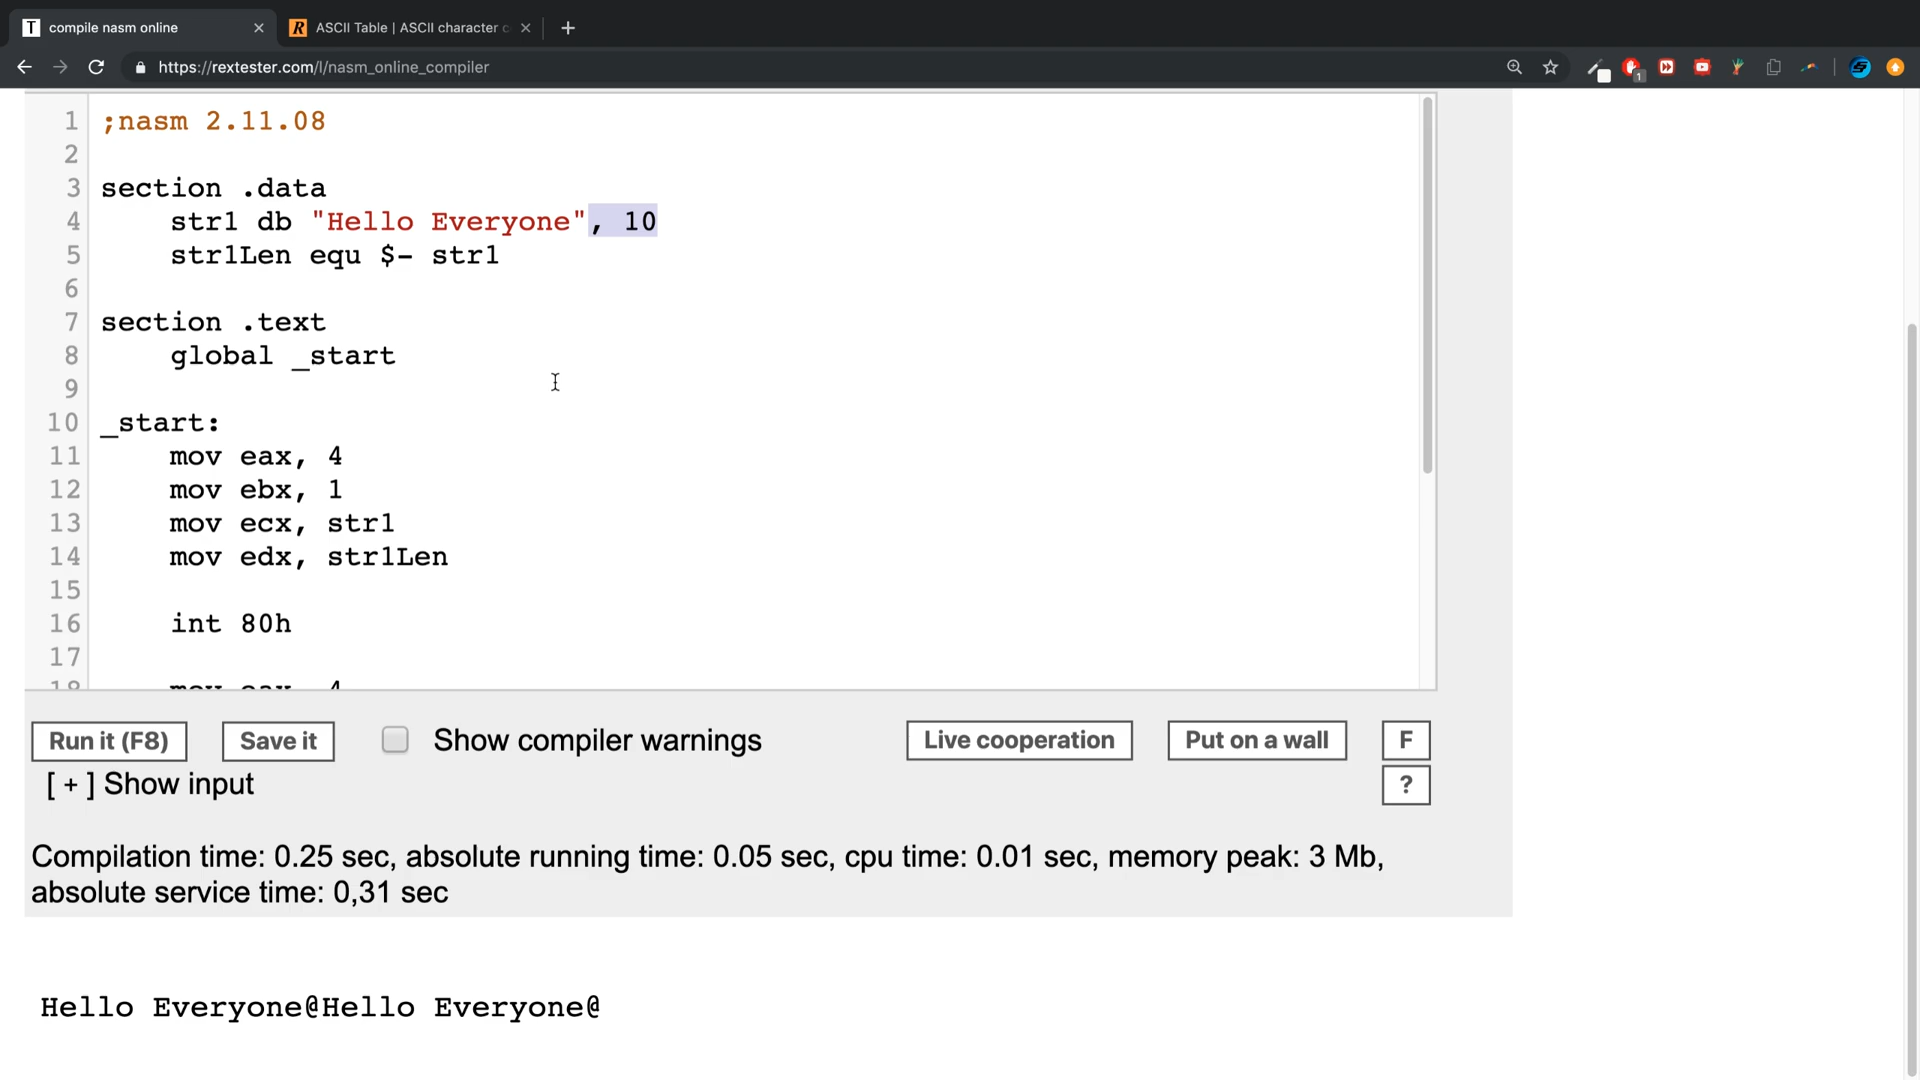 compile nasm online
ASCII Table | ASCII character c
https://rextester.com/l/nasm_online_compiler
1 ;nasm 2.11.08
2
3 section .data
4 str1 db "Hello Everyone", 10
5 str1Len equ $- str1
6
7 section .text
8 global _start
9
10 _start:
11 mov eax, 4
12 mov ebx, 1
13 mov ecx, str1
14 mov edx, str1Len
15
16 int 80h
17
18 mov eax, 4
Run it (F8) Save it Show compiler warnings Live cooperation Put on a wall F
[ + ] Show input ?
Compilation time: 0.25 sec, absolute running time: 0.05 sec, cpu time: 0.01 sec, memory peak: 3 Mb,
absolute service time: 0,31 sec
Hello Everyone@Hello Everyone@